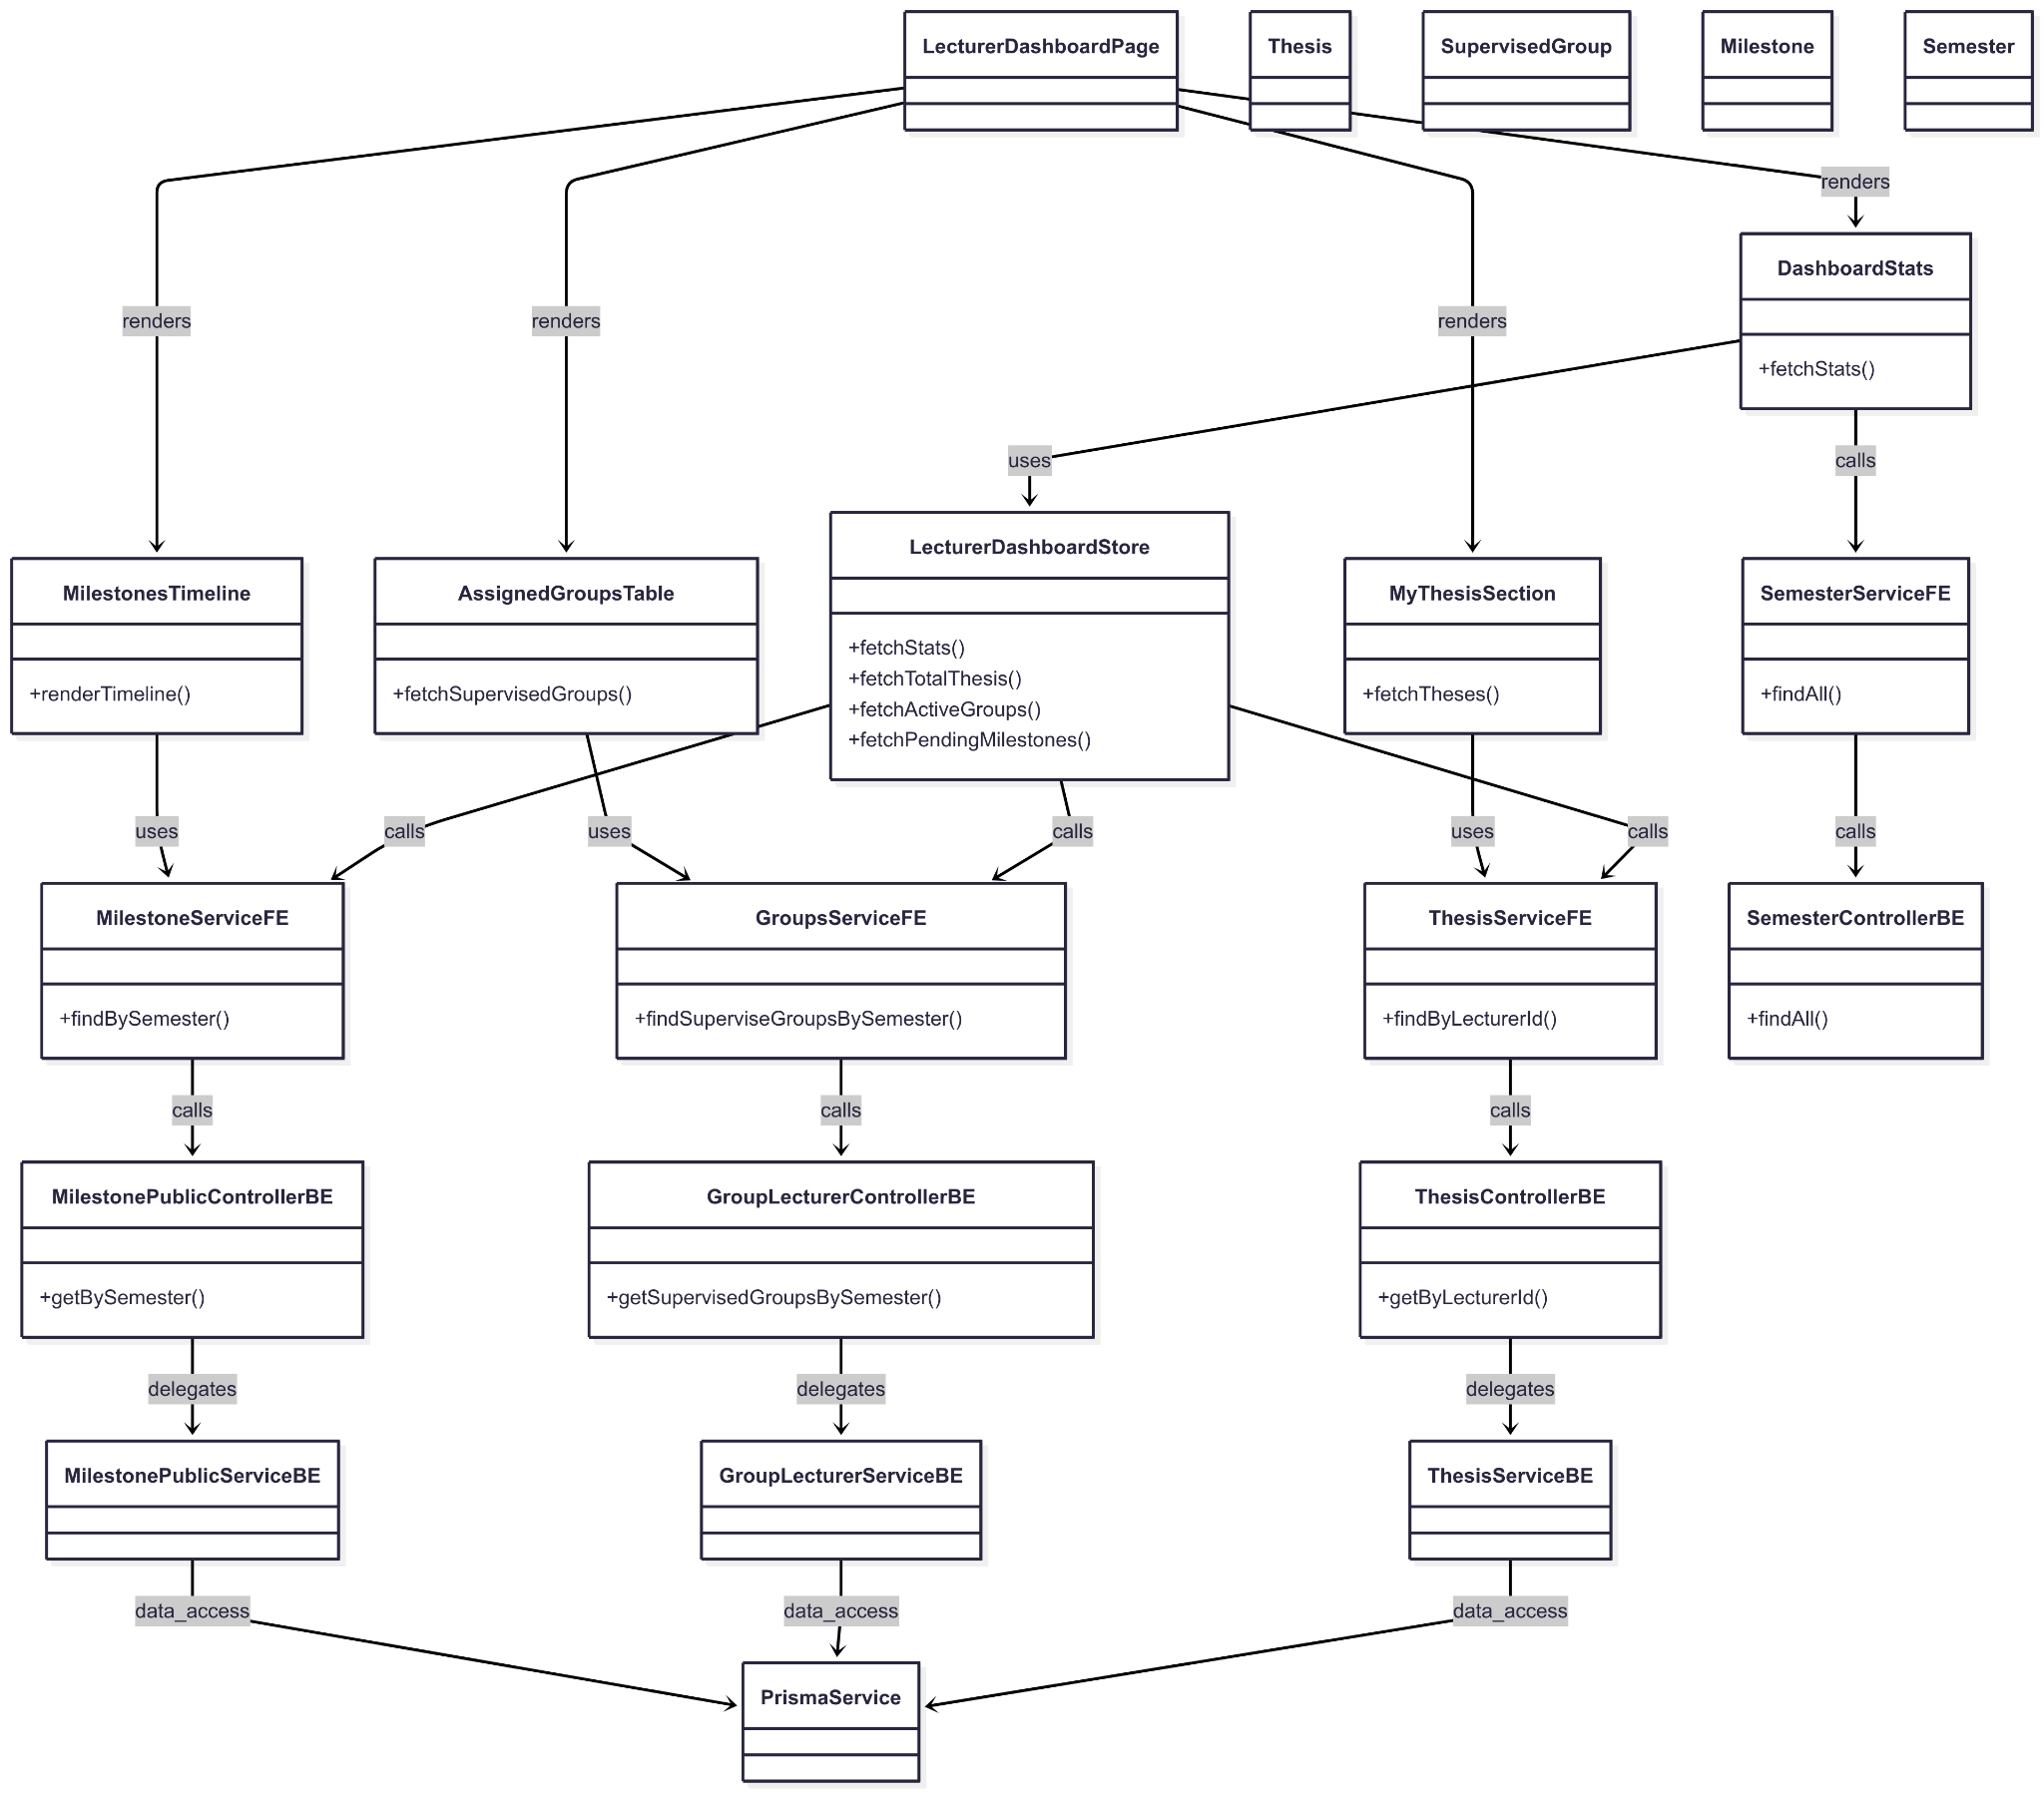 LecturerDashboardPage
Thesis
SupervisedGroup
Milestone
Semester
renders
DashboardStats
+fetchStats()
renders
renders
renders
uses
calls
LecturerDashboardStore
+fetchStats()
+fetchTotalThesis()
+fetchActiveGroups()
+fetchPendingMilestones()
MilestonesTimeline
+renderTimeline()
AssignedGroupsTable
+fetchSupervisedGroups()
MyThesisSection
+fetchTheses()
SemesterServiceFE
+findAll()
uses
calls
uses
calls
uses
calls
calls
MilestoneServiceFE
+findBySemester()
GroupsServiceFE
+findSuperviseGroupsBySemester()
ThesisServiceFE
+findByLecturerId()
SemesterControllerBE
+findAll()
calls
calls
calls
MilestonePublicControllerBE
+getBySemester()
GroupLecturerControllerBE
+getSupervisedGroupsBySemester()
ThesisControllerBE
+getByLecturerId()
delegates
delegates
delegates
MilestonePublicServiceBE
GroupLecturerServiceBE
ThesisServiceBE
data_access
data_access
data_access
PrismaService